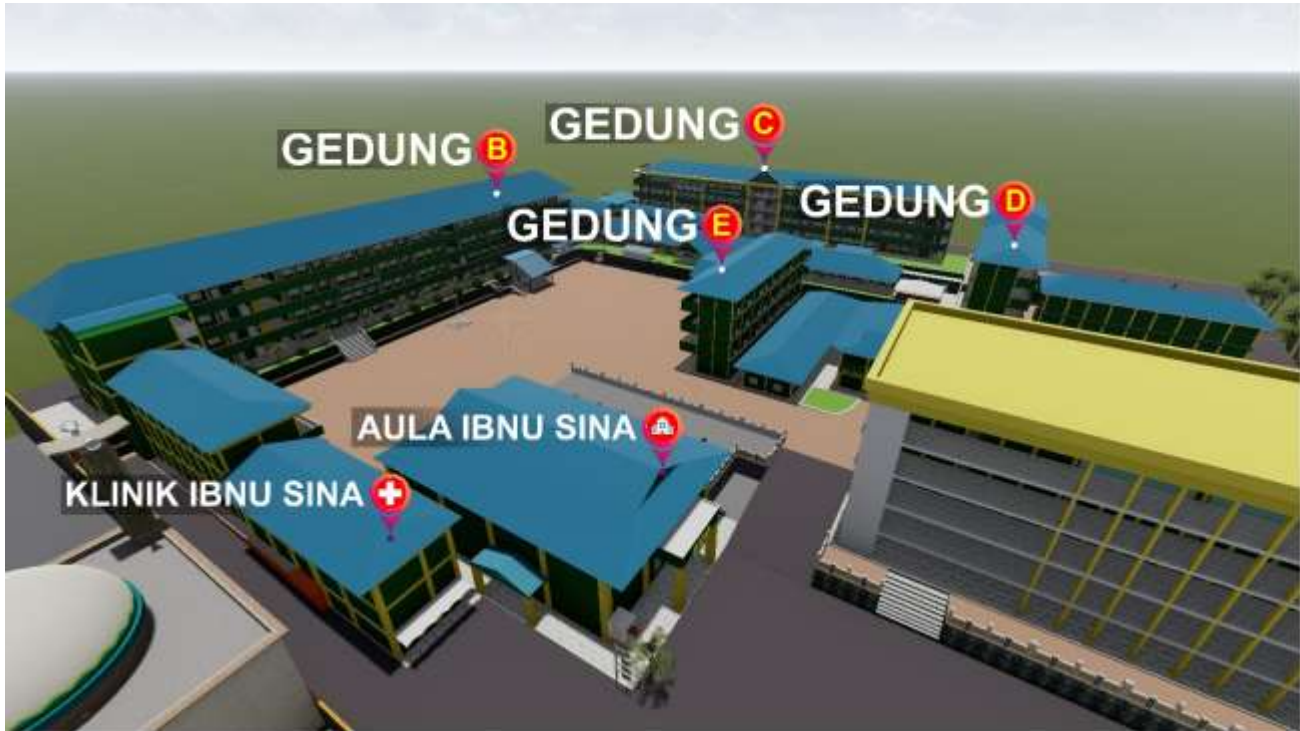 GEDUNG C
GEDUNG B
GEDUNG D
GEDUNG E
AULA IBNU SINA
KLINIK IBNU SINA